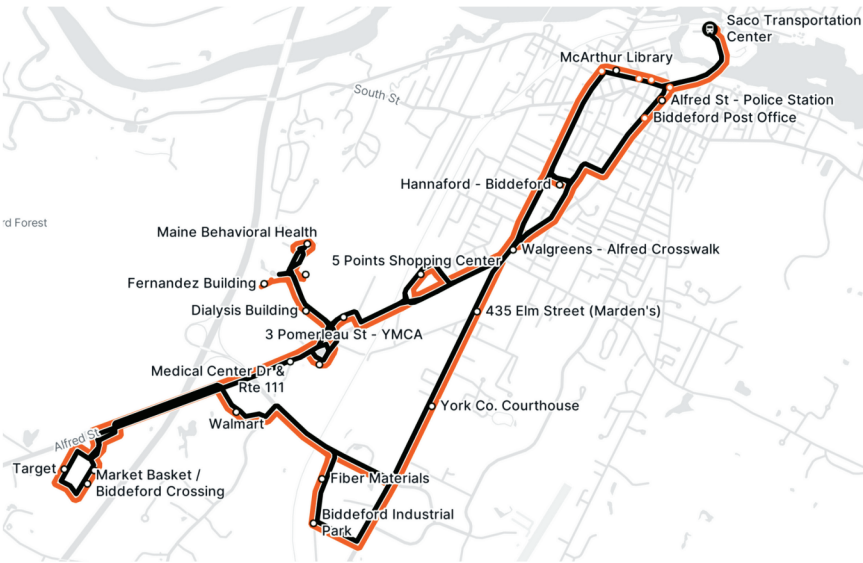 Saco Transportation
Center
McArthur Library
South St
Alfred St - Police Station
Biddeford Post Office
Hannaford - Biddeford
rd Forest
Maine Behavioral Health
Walgreens - Alfred Crosswalk
5 Points Shopping Center
Fernandez Building
Dialysis Building
435 Elm Street (Marden's)
3 Pomerleau St - YMCA
Medical Center Dr &
Rte 111
York Co. Courthouse
Walmart
Alfred St
Target
Market Basket /
Biddeford Crossing
Fiber Materials
Biddeford Industrial
Park